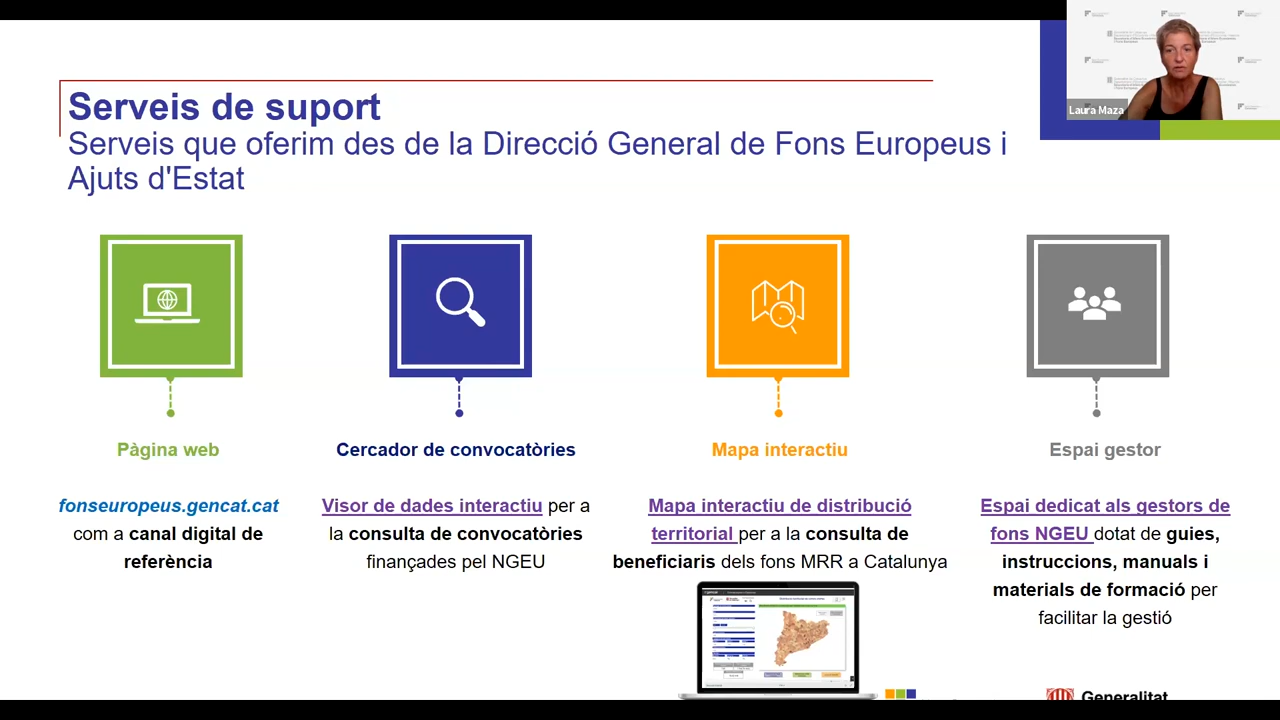 Laura Maza
Serveis de suport
Serveis que oferim des de la Direcció General de Fons Europeus i
Ajuts d'Estat
Pàgina web
fonseuropeus.gencat.cat
com a canal digital de
referència
Cercador de convocatòries
Visor de dades interactiu per a
la consulta de convocatòries
finançades pel NGEU
Mapa interactiu
Mapa interactiu de distribució
territorial per a la consulta de
beneficiaris dels fons MRR a Catalunya
Espai gestor
Espai dedicat als gestors de
fons NGEU dotat de guies,
instruccions, manuals i
materials de formació per
facilitar la gestió
Generalitat